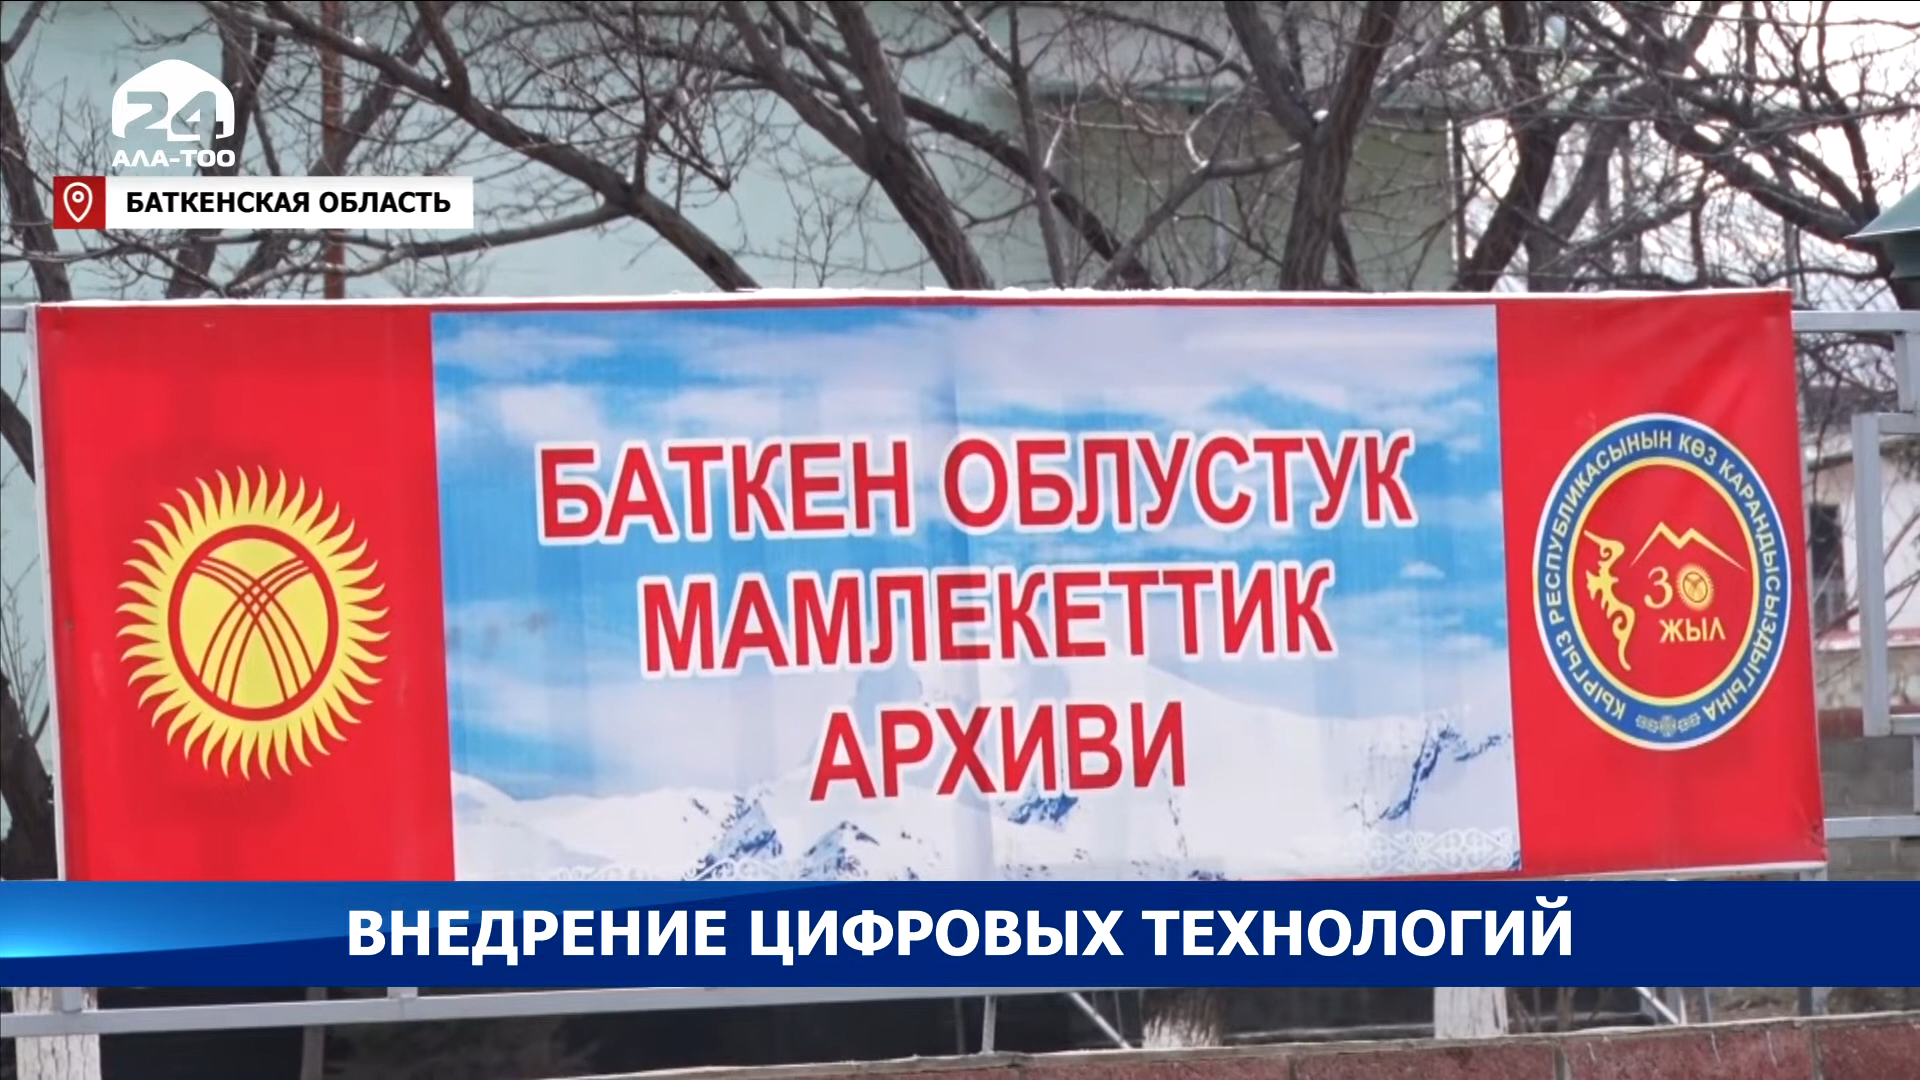 24
АЛА-ТОО
БАТКЕНСКАЯ ОБЛАСТЬ
БАТКЕН ОБЛУСТУК
МАМЛЕКЕТТИК
АРХИВИ
КЫРГЫЗ РЕСПУБЛИКАСЫНЫН КӨЗ КАРАНДЫСЫЗДЫГЫНА
30
ЖЫЛ
ВНЕДРЕНИЕ ЦИФРОВЫХ ТЕХНОЛОГИЙ